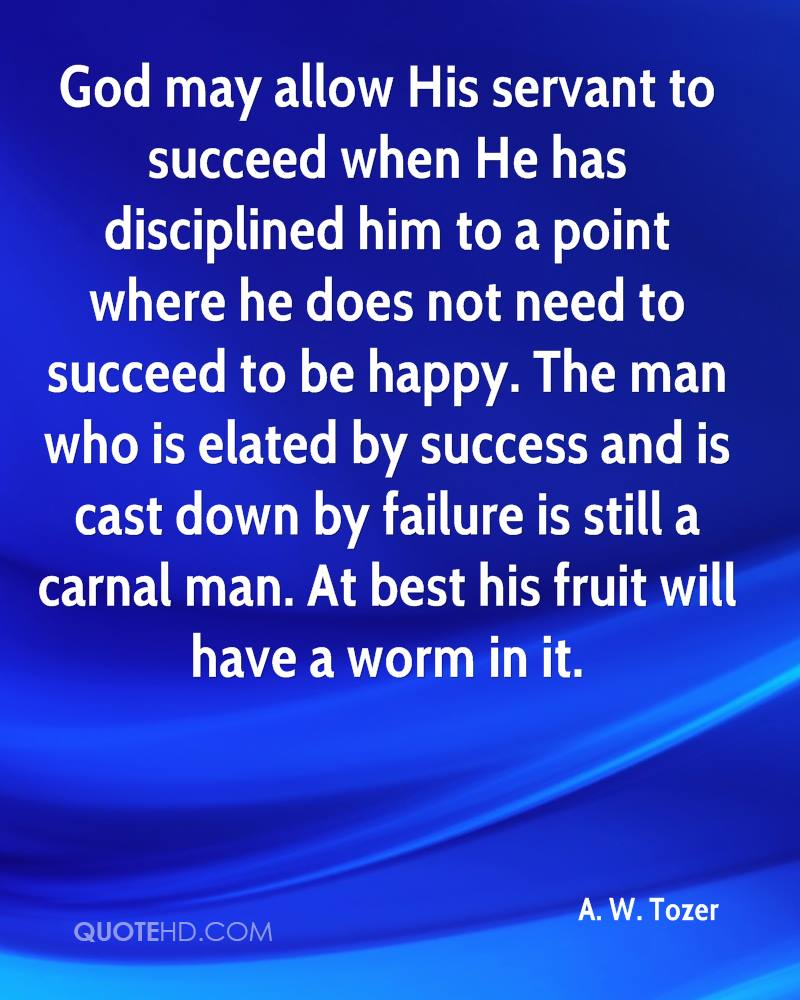 God may allow His servant to
succeed when He has
disciplined him to a point
where he does not need to
succeed to be happy. The man
who is elated by success and is
cast down by failure is still a
carnal man. At best his fruit will
have a worm in it.
A. W. Tozer
QUOTEHD.COM